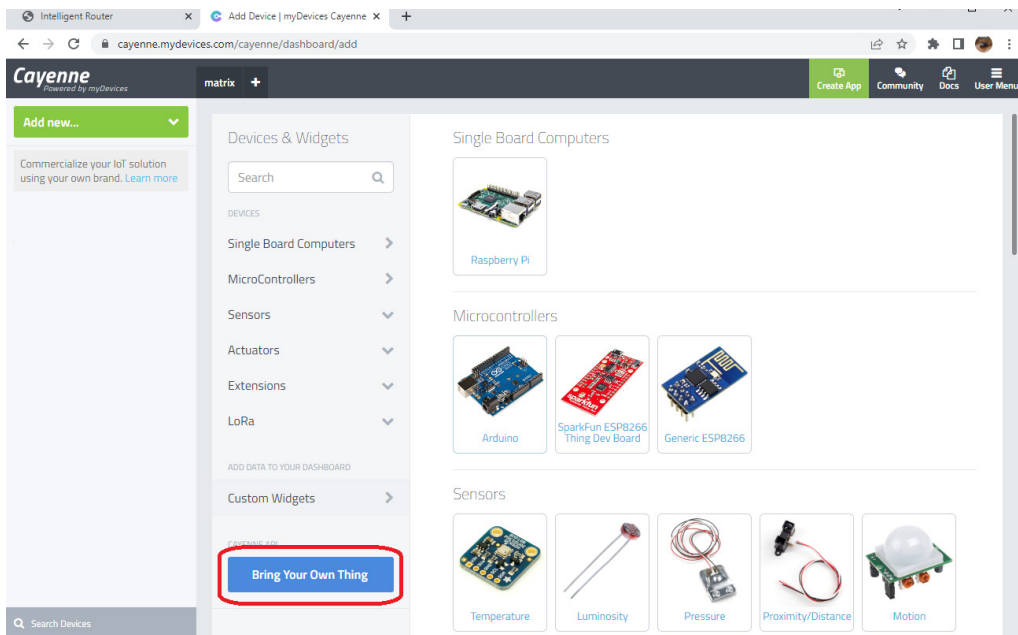 Intelligent Router
Add Device | myDevices Cayenne
cayenne.mydevices.com/cayenne/dashboard/add
Cayenne
Powered by myDevices
matrix
Create App
Community
Docs
User Menu
Add new...
Commercialize your IoT solution
using your own brand. Learn more
Search Devices
Devices & Widgets
Search
DEVICES
Single Board Computers
MicroControllers
Sensors
Actuators
Extensions
LoRa
ADD DATA TO YOUR DASHBOARD
Custom Widgets
CAYENNE API
Bring Your Own Thing
Single Board Computers
Raspberry Pi
Microcontrollers
Arduino
SparkFun ESP8266
Thing Dev Board
Generic ESP8266
Sensors
Temperature
Luminosity
Pressure
Proximity/Distance
Motion